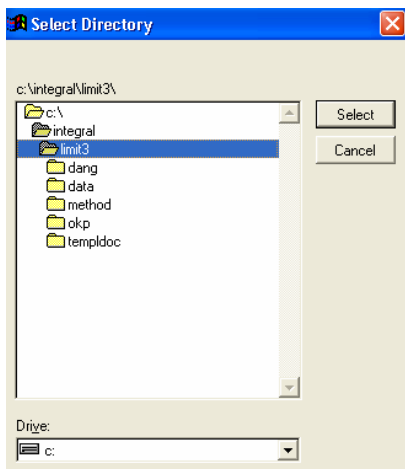 Select Directory
c:\integral\limit3\
c:\
integral
limit3
dang
data
method
okp
templdoc
Select
Cancel
Drive:
c: